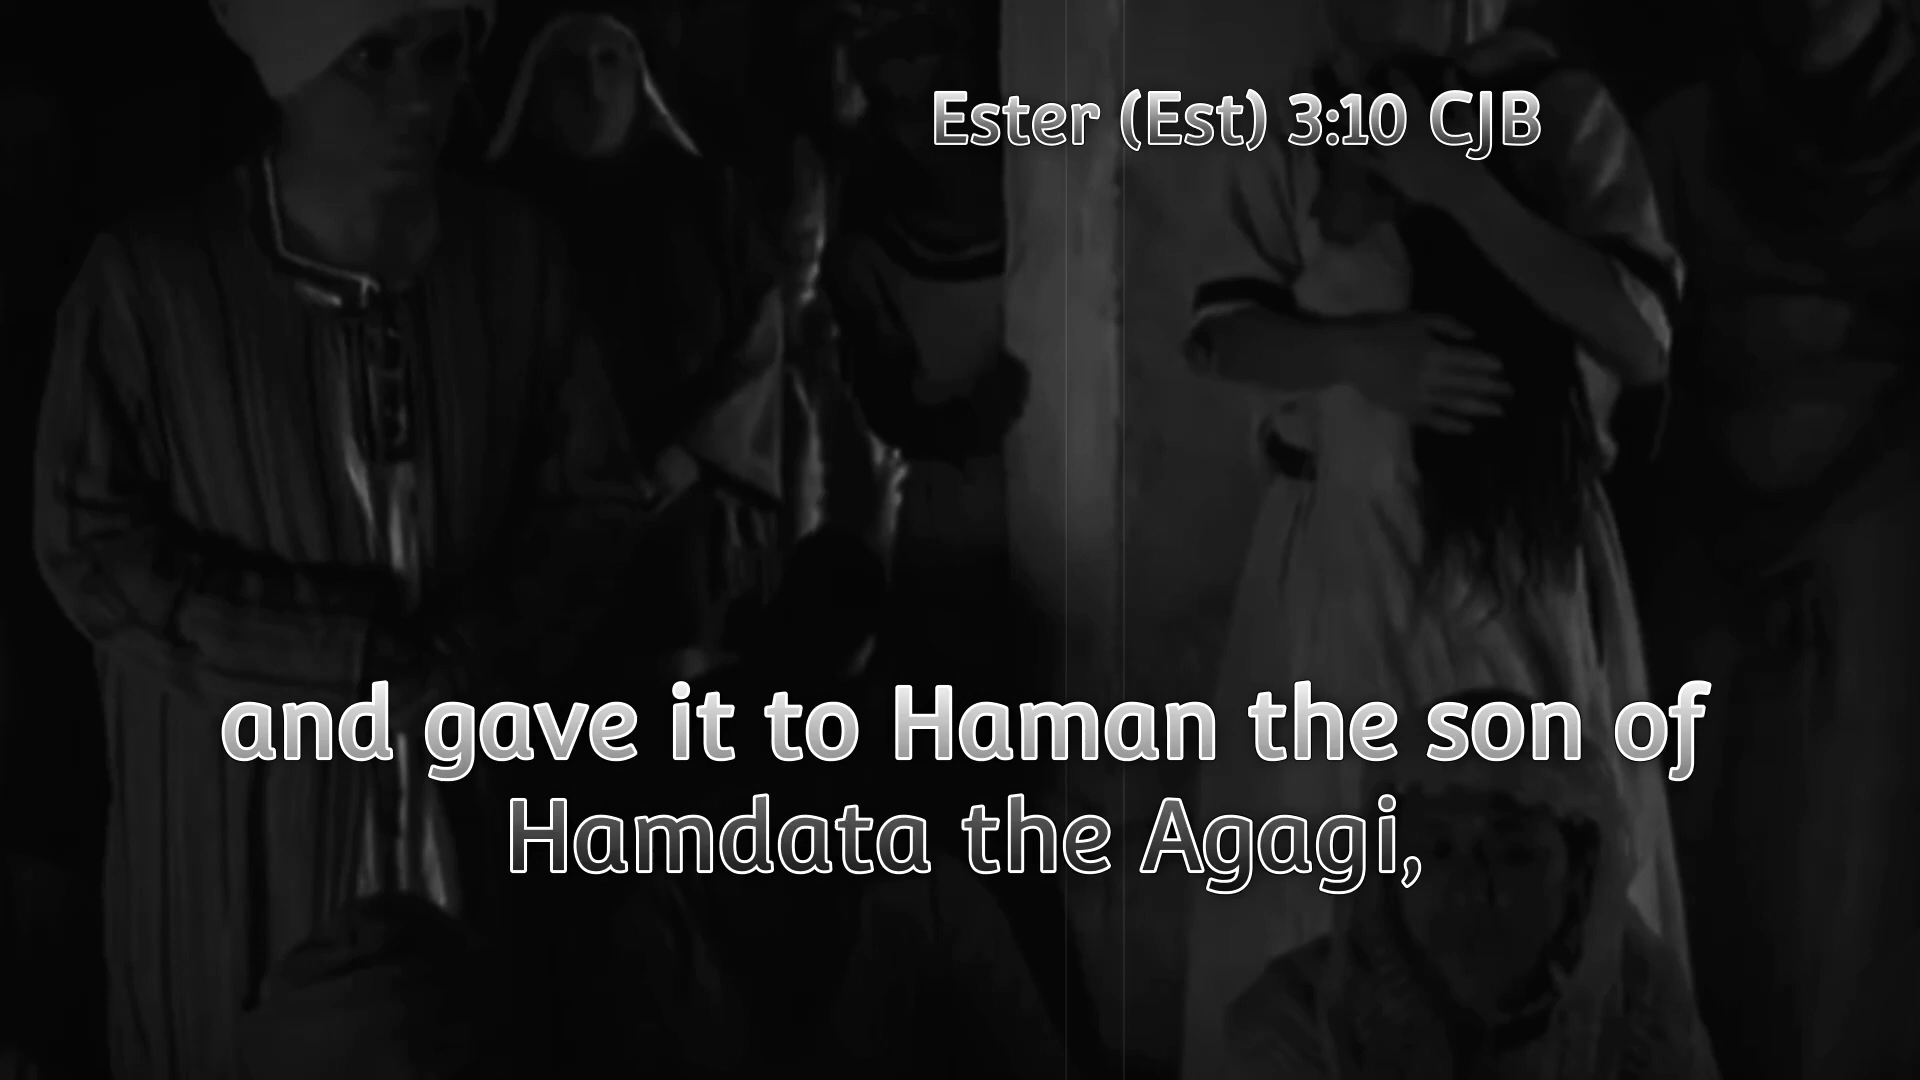 Ester (Est) 3:10 CJB
and gave it to Haman the son of
Hamdata the Agagi,